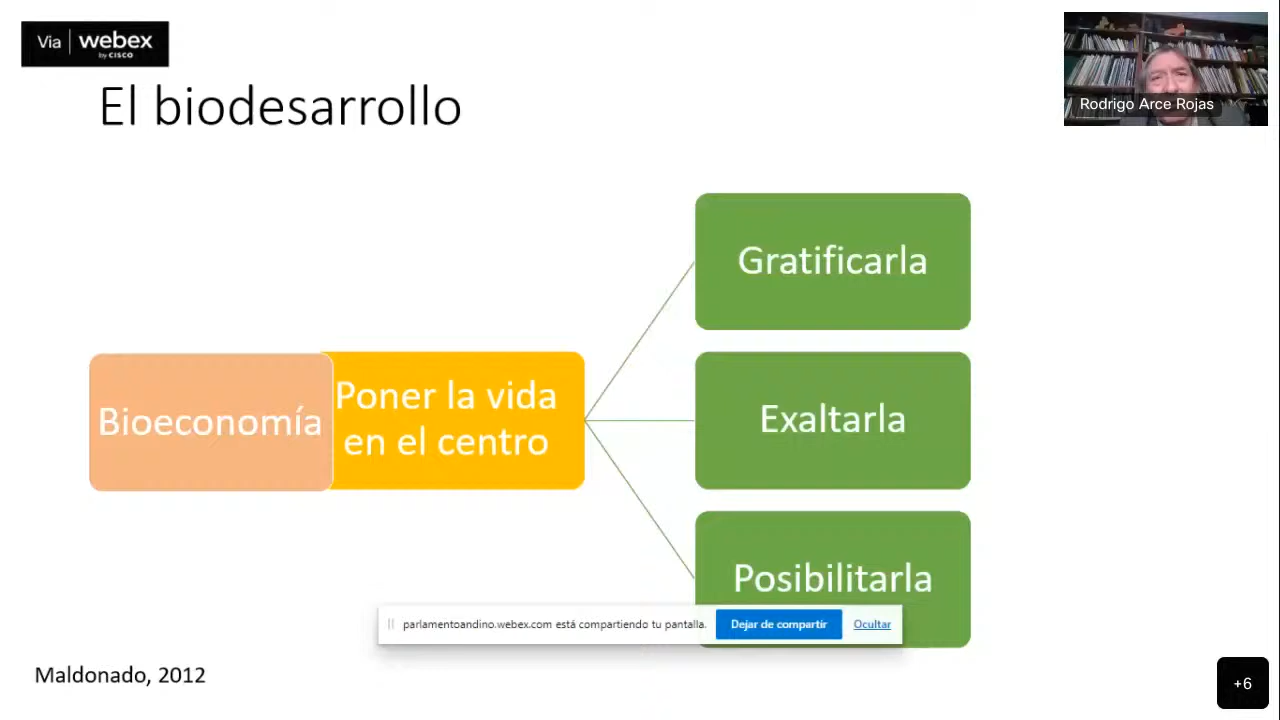 Via webex
by CISCO
El biodesarrollo
Rodrigo Arce Rojas
Gratificarla
Bioeconomía
Poner la vida
en el centro
Exaltarla
Posibilitarla
parlamentoandino.webex.com está compartiendo tu pantalla.
Dejar de compartir
Ocultar
Maldonado, 2012
+6